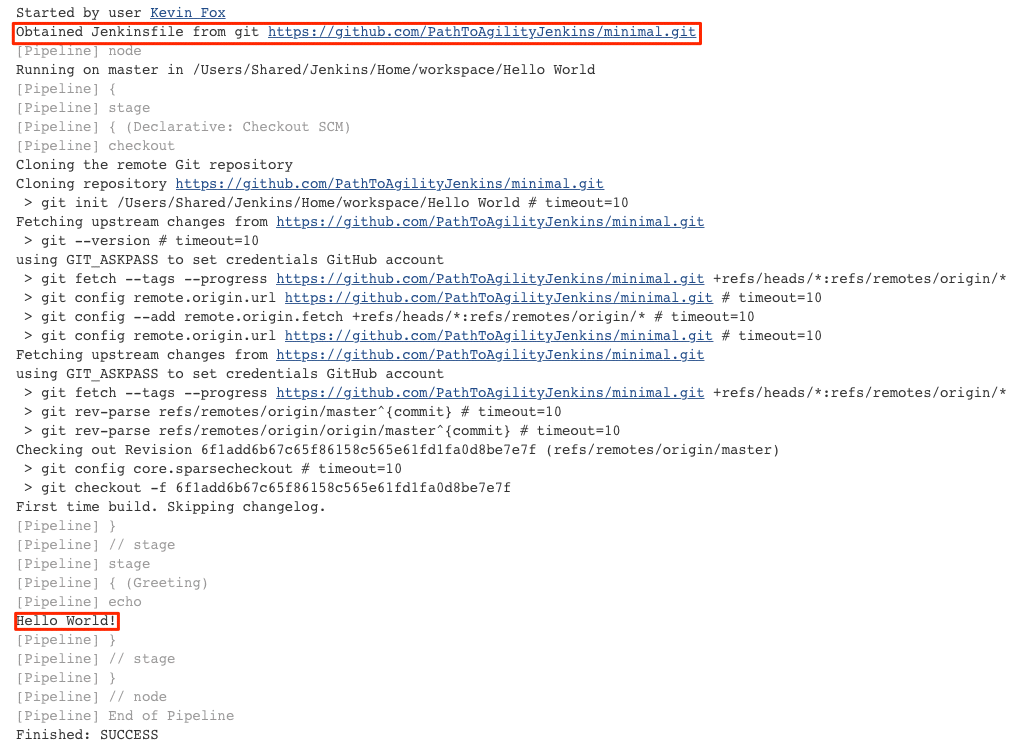 Started by user Kevin Fox
Obtained Jenkinsfile from git https://github.com/PathToAgilityJenkins/minimal.git
[Pipeline] node
Running on master in /Users/Shared/Jenkins/Home/workspace/Hello World
[Pipeline] {
[Pipeline] stage
[Pipeline] { (Declarative: Checkout SCM)
[Pipeline] checkout
Cloning the remote Git repository
Cloning repository https://github.com/PathToAgilityJenkins/minimal.git
 > git init /Users/Shared/Jenkins/Home/workspace/Hello World # timeout=10
Fetching upstream changes from https://github.com/PathToAgilityJenkins/minimal.git
 > git --version # timeout=10
using GIT_ASKPASS to set credentials GitHub account
 > git fetch --tags --progress https://github.com/PathToAgilityJenkins/minimal.git +refs/heads/*:refs/remotes/origin/*
 > git config remote.origin.url https://github.com/PathToAgilityJenkins/minimal.git # timeout=10
 > git config --add remote.origin.fetch +refs/heads/*:refs/remotes/origin/* # timeout=10
 > git config remote.origin.url https://github.com/PathToAgilityJenkins/minimal.git # timeout=10
Fetching upstream changes from https://github.com/PathToAgilityJenkins/minimal.git
using GIT_ASKPASS to set credentials GitHub account
 > git fetch --tags --progress https://github.com/PathToAgilityJenkins/minimal.git +refs/heads/*:refs/remotes/origin/*
 > git rev-parse refs/remotes/origin/master^{commit} # timeout=10
 > git rev-parse refs/remotes/origin/origin/master^{commit} # timeout=10
Checking out Revision 6f1add6b67c65f86158c565e61fd1fa0d8be7e7f (refs/remotes/origin/master)
 > git config core.sparsecheckout # timeout=10
 > git checkout -f 6f1add6b67c65f86158c565e61fd1fa0d8be7e7f
First time build. Skipping changelog.
[Pipeline] }
[Pipeline] // stage
[Pipeline] stage
[Pipeline] { (Greeting)
[Pipeline] echo
Hello World!
[Pipeline] }
[Pipeline] // stage
[Pipeline] }
[Pipeline] // node
[Pipeline] End of Pipeline
Finished: SUCCESS